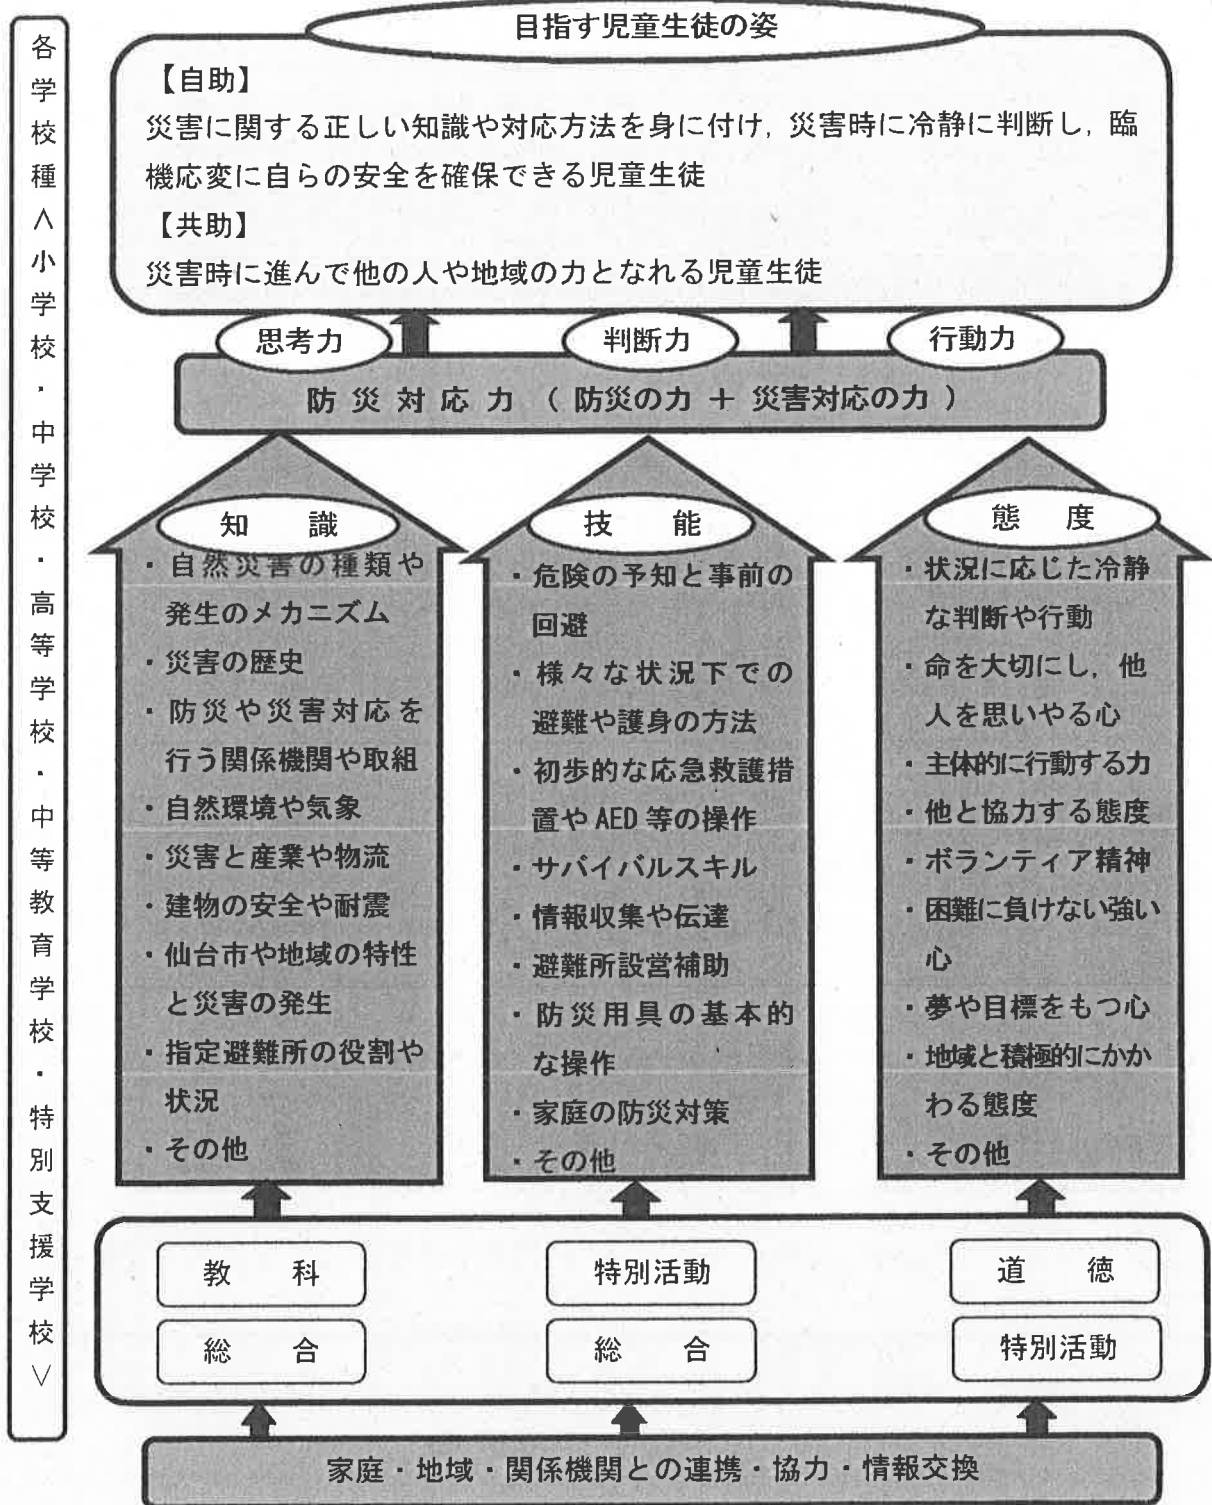 各学校種＜小学校・中学校・高等学校・中等教育学校・特別支援学校＞
目指す児童生徒の姿
【自助】
災害に関する正しい知識や対応方法を身に付け，災害時に冷静に判断し，臨
機応変に自らの安全を確保できる児童生徒
【共助】
災害時に進んで他の人や地域の力となれる児童生徒
思考力
判断力
行動力
防災対応力（防災の力＋災害対応の力）
知識
・自然災害の種類や
発生のメカニズム
・災害の歴史
・防災や災害対応を
行う関係機関や取組
・自然環境や気象
・災害と産業や物流
・建物の安全や耐震
・仙台市や地域の特性
と災害の発生
・指定避難所の役割や
状況
・その他
技能
・危険の予知と事前の
回避
・様々な状況下での
避難や護身の方法
・初歩的な応急救護措
置やAED等の操作
・サバイバルスキル
・情報収集や伝達
・避難所設営補助
・防災用具の基本的
な操作
・家庭の防災対策
・その他
態度
・状況に応じた冷静
な判断や行動
・命を大切にし，他
人を思いやる心
・主体的に行動する力
・他と協力する態度
・ボランティア精神
・困難に負けない強い
心
・夢や目標をもつ心
・地域と積極的にかか
わる態度
・その他
教科
総合
特別活動
総合
道徳
特別活動
家庭・地域・関係機関との連携・協力・情報交換